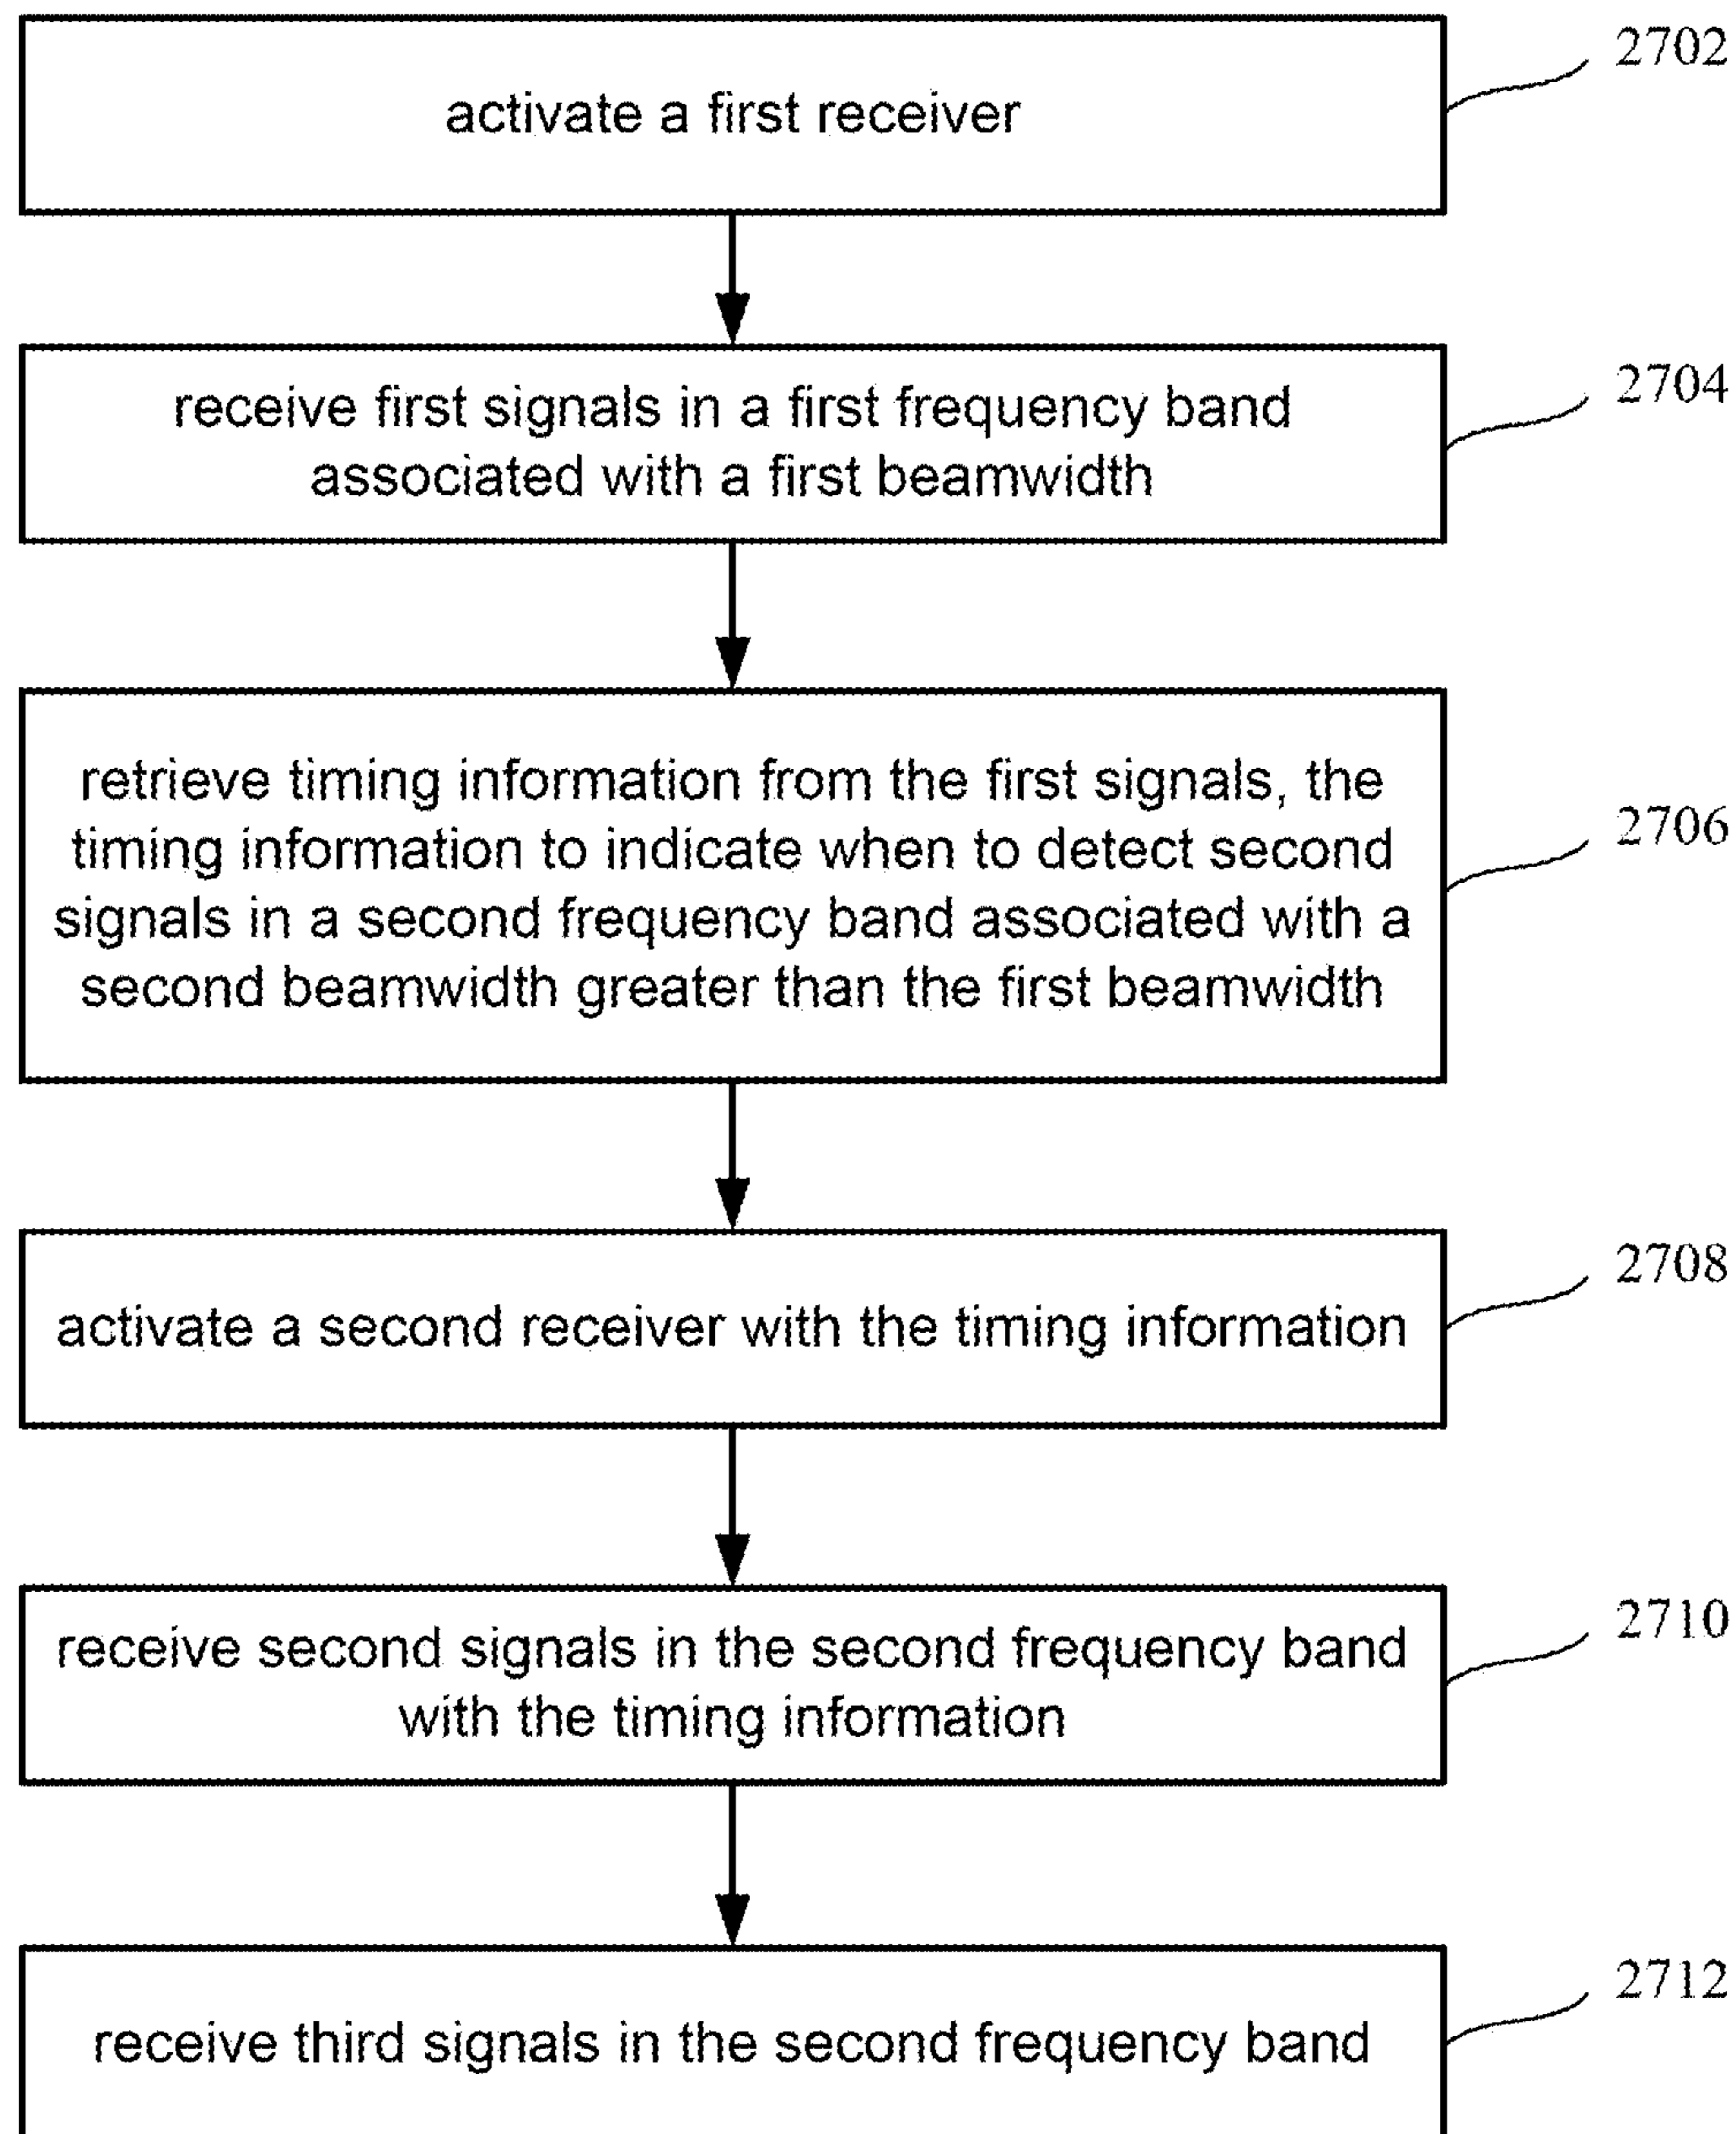 2702
activate a first receiver
2704
receive first signals in a first frequency band
associated with a first beamwidth
retrieve timing information from the first signals, the
2706
timing information to indicate when to detect second
signals in a second frequency band associated with a
second beamwidth greater than the first beamwidth
2708
activate a second receiver with the timing information
2710
receive second signals in the second frequency band
with the timing information
2712
receive third signals in the second frequency band